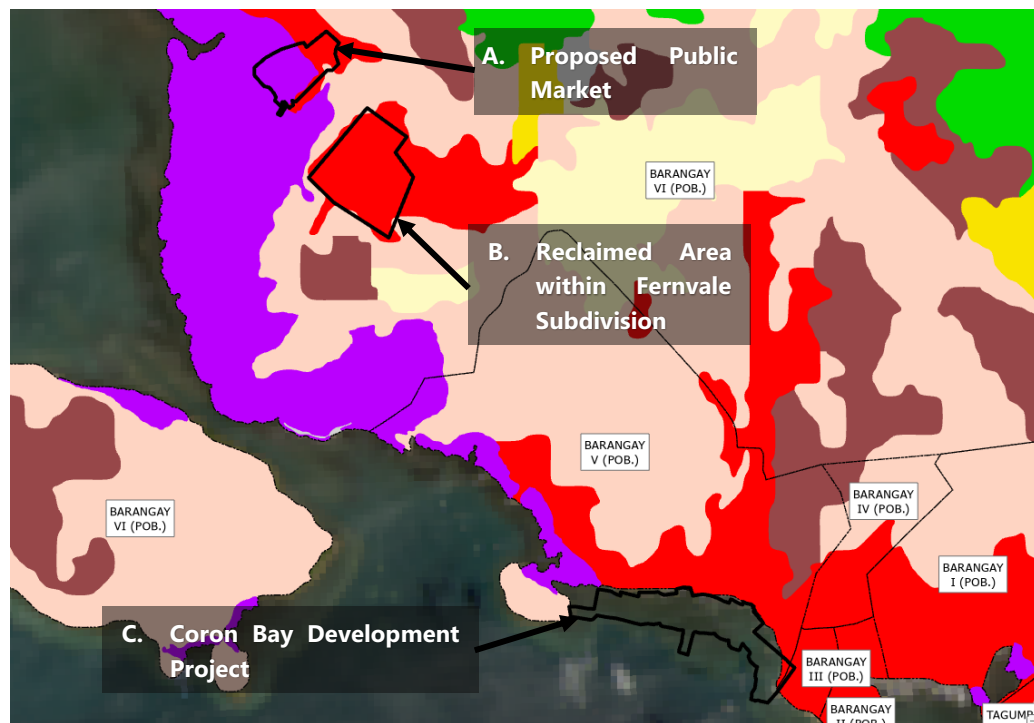 A. Proposed Public
Market
BARANGAY
VI (POB.)
B. Reclaimed Area
within Fernvale
Subdivision
BARANGAY
V (POB.)
BARANGAY
IV (POB.)
BARANGAY
VI (POB.)
BARANGAY
I (POB.)
C. Coron Bay Development
Project
BARANGAY
III (POB.)
BARANGAY
II (POB.)